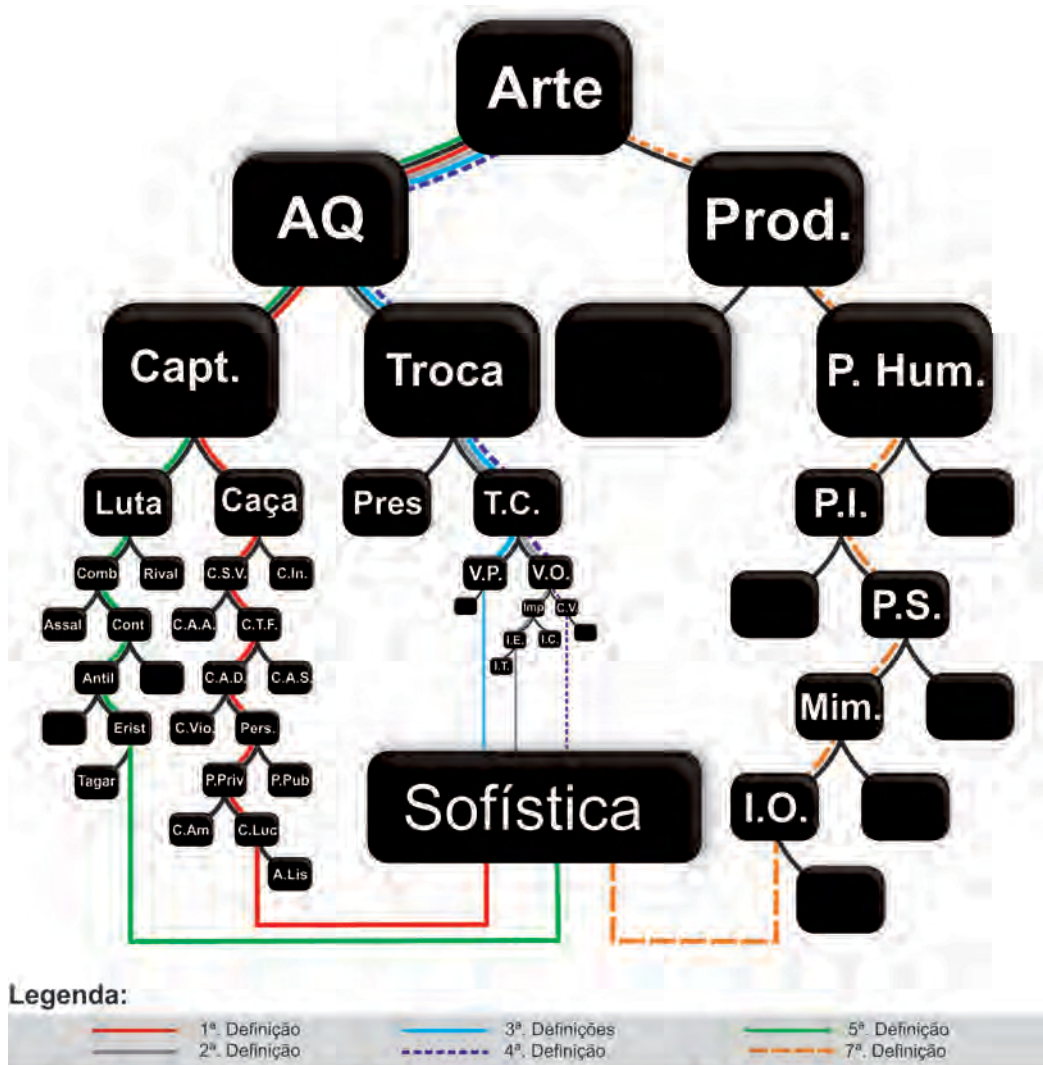 Arte
AQ
Prod.
Capt.
Troca
P. Hum.
Luta
Caça
Pres
T.C.
P.I.
Comb
Rival
C.S.V.
C.In.
V.P.
V.O.
P.S.
Assal
Cont
C.A.A.
C.T.F.
Imp
C.V.
I.E.
I.C.
I.T.
Antil
C.A.D.
C.A.S.
Mim.
Erist
C.Vio.
Pers.
Tagar
P.Priv
P.Pub
Sofística
I.O.
C.Am
C.Luc
A.Lis
Legenda:
1ª. Definição
3ª. Definições
5ª. Definição
2ª. Definição
4ª. Definição
7ª. Definição